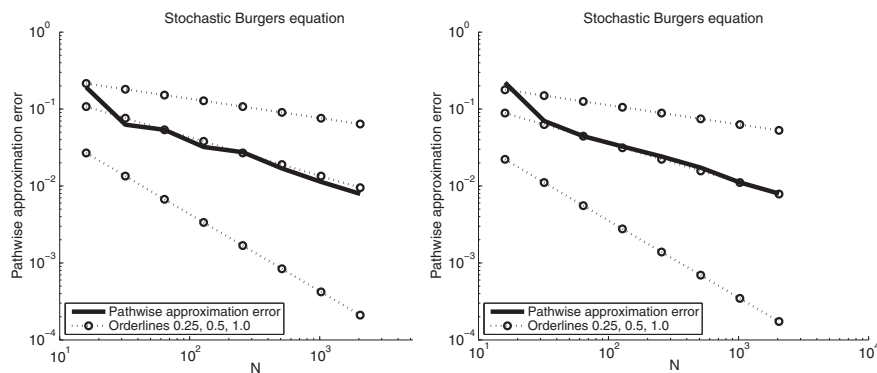 Stochastic Burgers equation
10^0
10^-1
10^-2
10^-3
10^-4
Pathwise approximation error
Pathwise approximation error
Orderlines 0.25, 0.5, 1.0
10^1
10^2
10^3
N
Stochastic Burgers equation
10^0
10^-1
10^-2
10^-3
10^-4
Pathwise approximation error
Pathwise approximation error
Orderlines 0.25, 0.5, 1.0
10^1
10^2
10^3
10^4
N